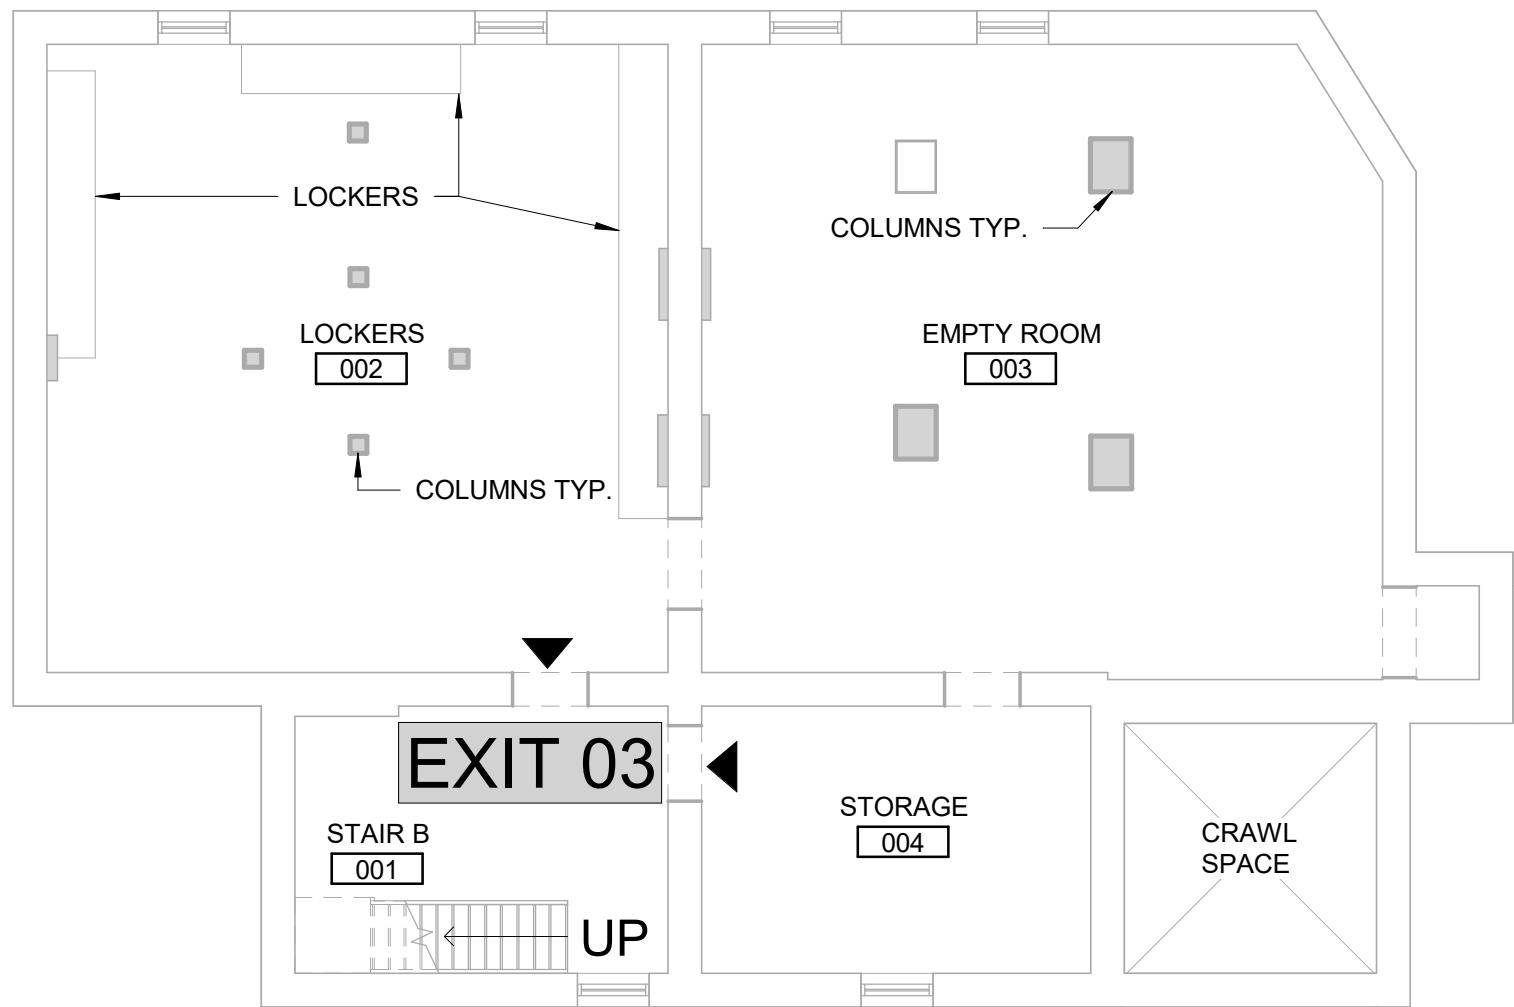 LOCKERS
COLUMNS TYP.
LOCKERS
002
EMPTY ROOM
003
COLUMNS TYP.
EXIT 03
STORAGE
004
STAIR B
001
CRAWL
SPACE
UP